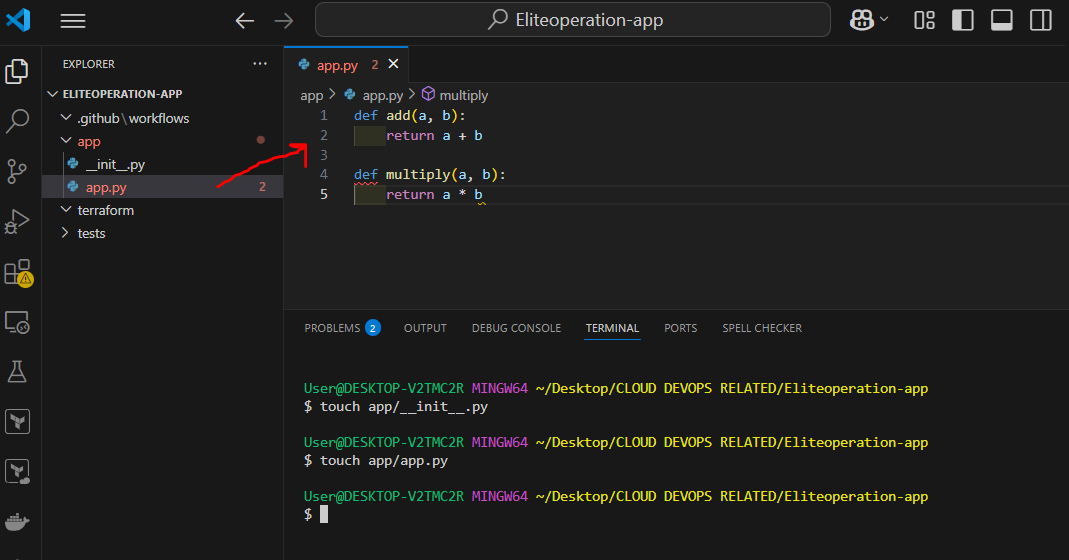 Eliteoperation-app
EXPLORER
ELITEOPERATION-APP
.github\workflows
app
__init__.py
app.py 2
terraform
tests
app.py 2
app > app.py > multiply
1 def add(a, b):
2 return a + b
3
4 def multiply(a, b):
5 return a * b
PROBLEMS 2 OUTPUT DEBUG CONSOLE TERMINAL PORTS SPELL CHECKER
User@DESKTOP-V2TMC2R MINGW64 ~/Desktop/CLOUD DEVOPS RELATED/Eliteoperation-app
$ touch app/__init__.py
User@DESKTOP-V2TMC2R MINGW64 ~/Desktop/CLOUD DEVOPS RELATED/Eliteoperation-app
$ touch app/app.py
User@DESKTOP-V2TMC2R MINGW64 ~/Desktop/CLOUD DEVOPS RELATED/Eliteoperation-app
$